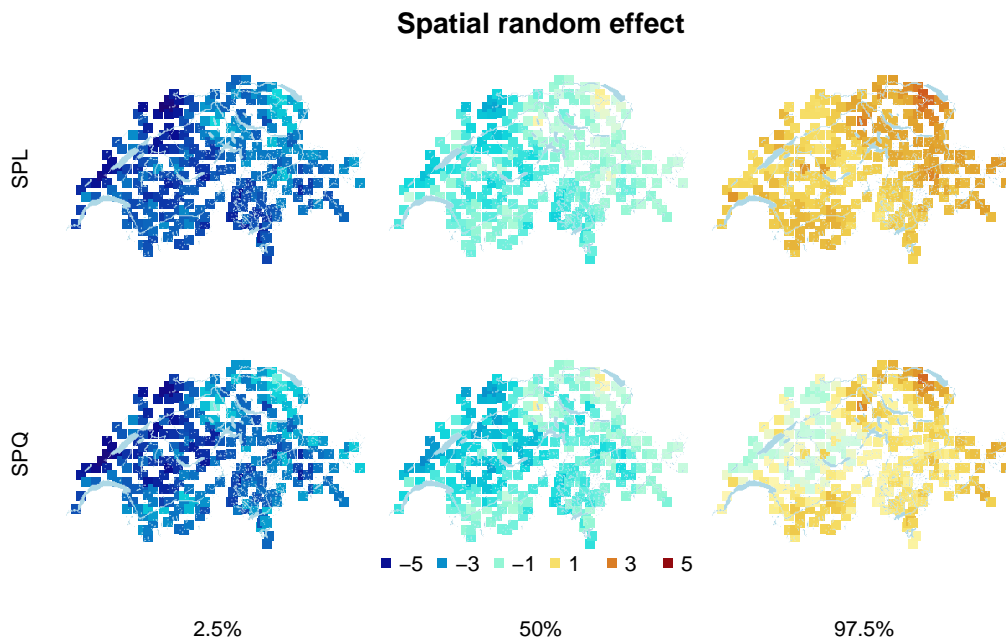 Spatial random effect
SPL
SPQ
−5 −3 −1 1 3 5
2.5% 50% 97.5%